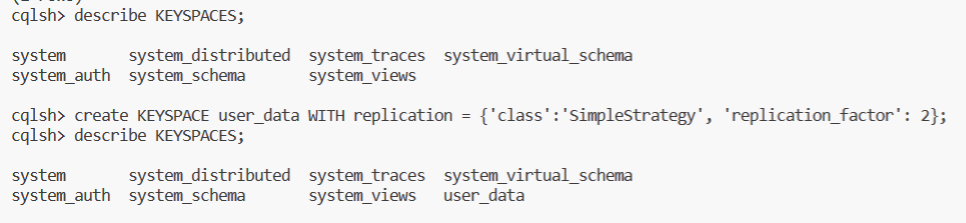 cqlsh> describe KEYSPACES;
system system_distributed system_traces system_virtual_schema
system_auth system_schema system_views
cqlsh> create KEYSPACE user_data WITH replication = {'class':'SimpleStrategy', 'replication_factor': 2};
cqlsh> describe KEYSPACES;
system system_distributed system_traces system_virtual_schema
system_auth system_schema system_views user_data